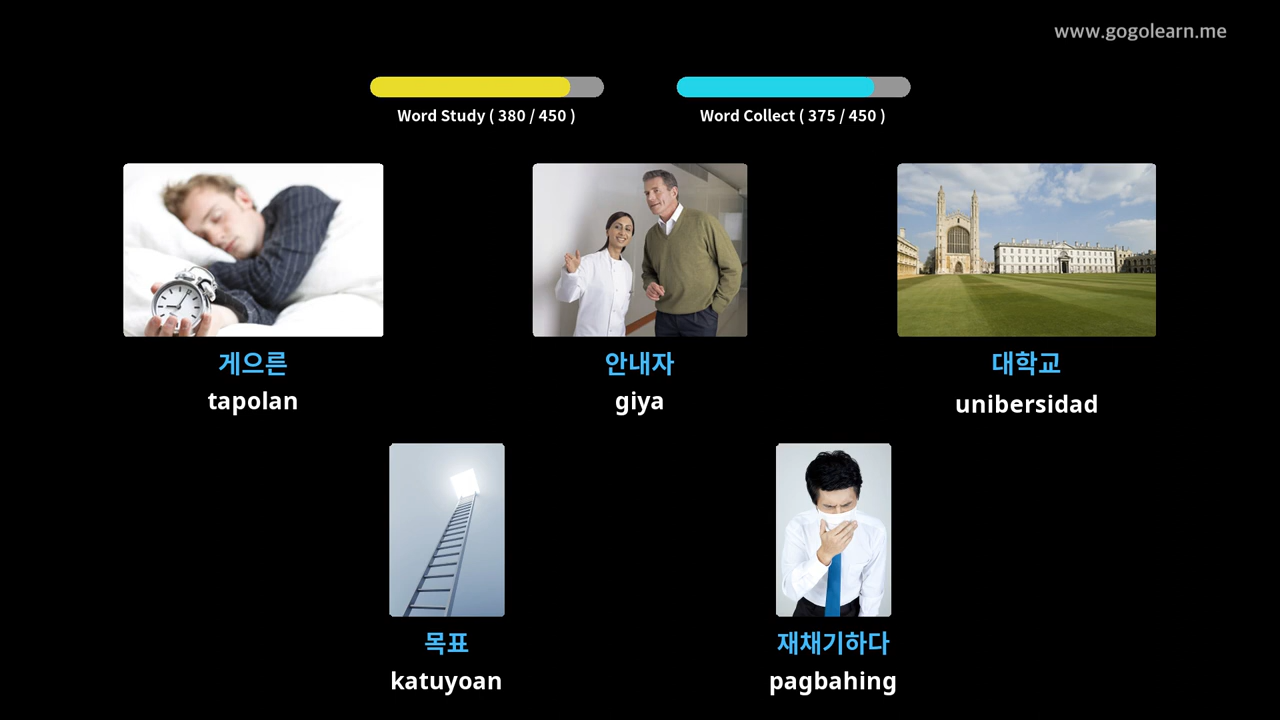 www.gogolearn.me
Word Study ( 380 / 450 )
Word Collect ( 375 / 450 )
게으른
tapolan
안내자
giya
대학교
unibersidad
목표
katuyoan
재채기하다
pagbahing